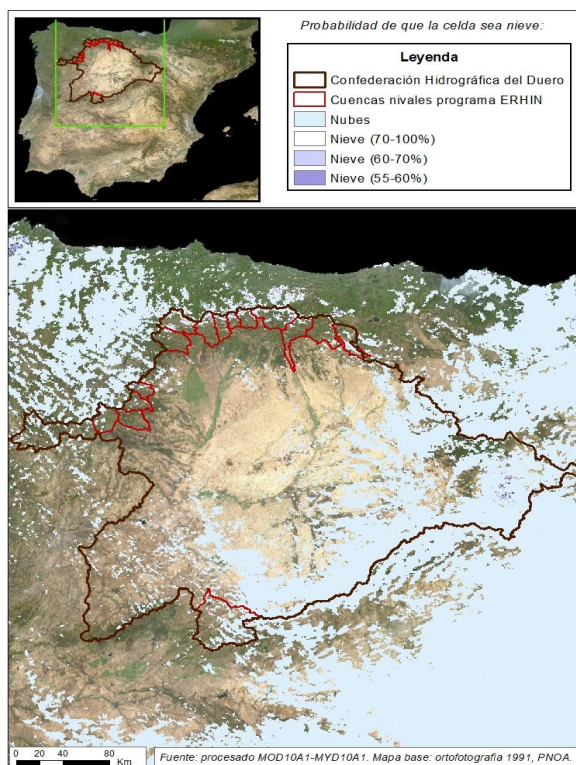 Probabilidad de que la celda sea nieve:
Leyenda
Confederación Hidrográfica del Duero
Cuencas nivales programa ERHIN
Nubes
Nieve (70-100%)
Nieve (60-70%)
Nieve (55-60%)
0 20 40 80
Km
Fuente: procesado MOD10A1-MYD10A1. Mapa base: ortofotografía 1991, PNOA.